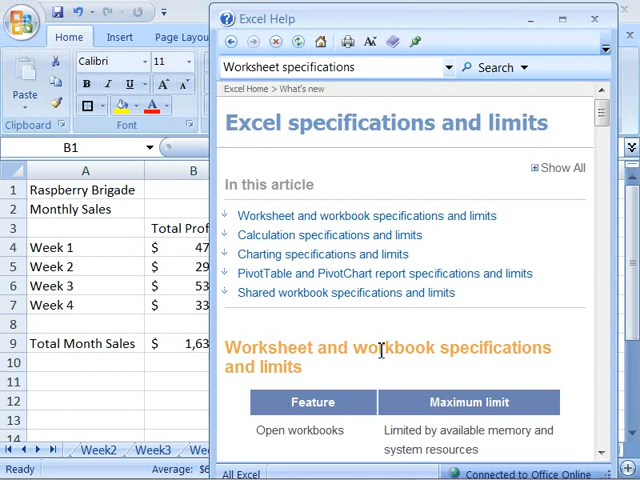 Excel Help
Home Insert Page Layou
Calibri 11
Paste
B I U A A
A
Clipboard Font
Worksheet specifications Search
Excel Home > What's new
Excel specifications and limits
Show All
In this article
Worksheet and workbook specifications and limits
Calculation specifications and limits
Charting specifications and limits
PivotTable and PivotChart report specifications and limits
Shared workbook specifications and limits
Worksheet and workbook specifications
and limits
Feature Maximum limit
Open workbooks Limited by available memory and
system resources
All Excel Connected to Office Online
B1
A B
1 Raspberry Brigade
2 Monthly Sales
3 Total Prof
4 Week 1 $ 47
5 Week 2 $ 29
6 Week 3 $ 53
7 Week 4 $ 33
8
9 Total Month Sales $ 1,63
10
11
12
13
14
Week2 Week3 We
Ready Average: $6